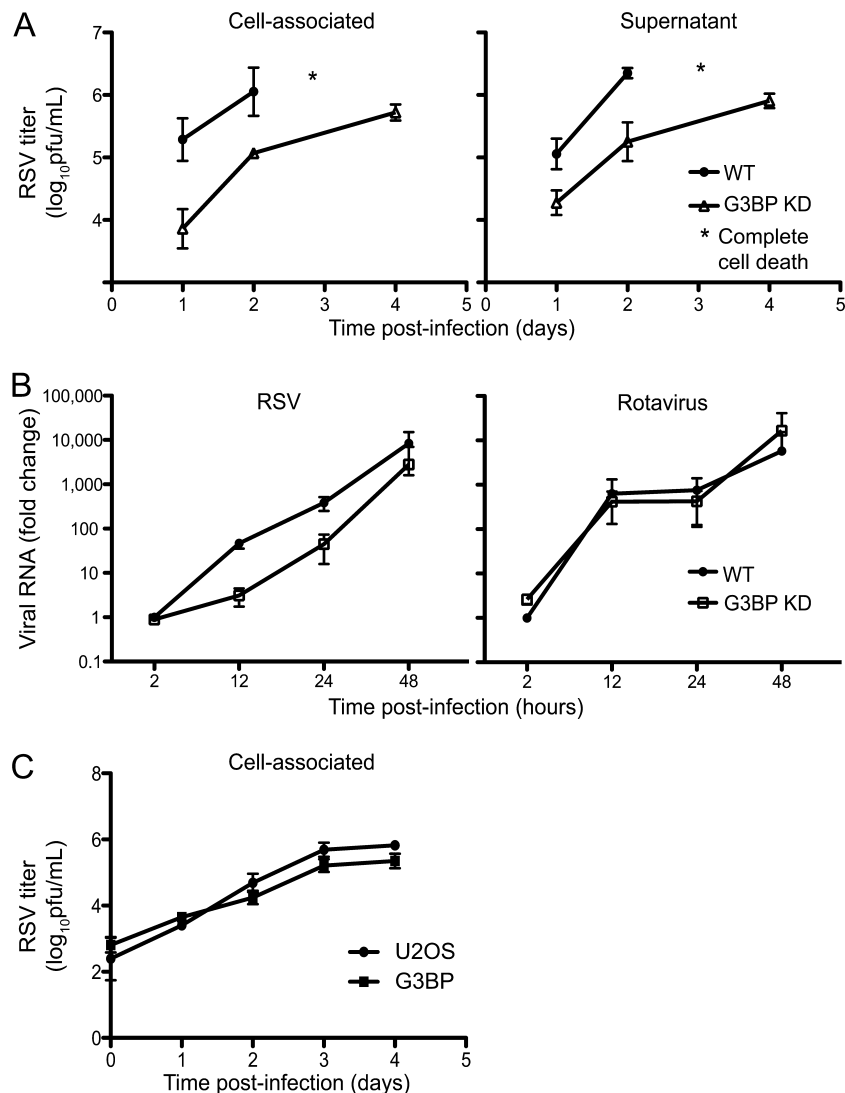 A
Cell-associated
Supernatant
7
6
5
4
RSV titer
(log10pfu/mL)
*
*
WT
G3BP KD
* Complete
cell death
0 1 2 3 4 5
0 1 2 3 4 5
Time post-infection (days)
B
RSV
Rotavirus
100,000
10,000
1,000
100
10
1
0.1
Viral RNA (fold change)
WT
G3BP KD
2 12 24 48
2 12 24 48
Time post-infection (hours)
C
Cell-associated
8
6
4
2
0
RSV titer
(log10pfu/mL)
U2OS
G3BP
0 1 2 3 4 5
Time post-infection (days)